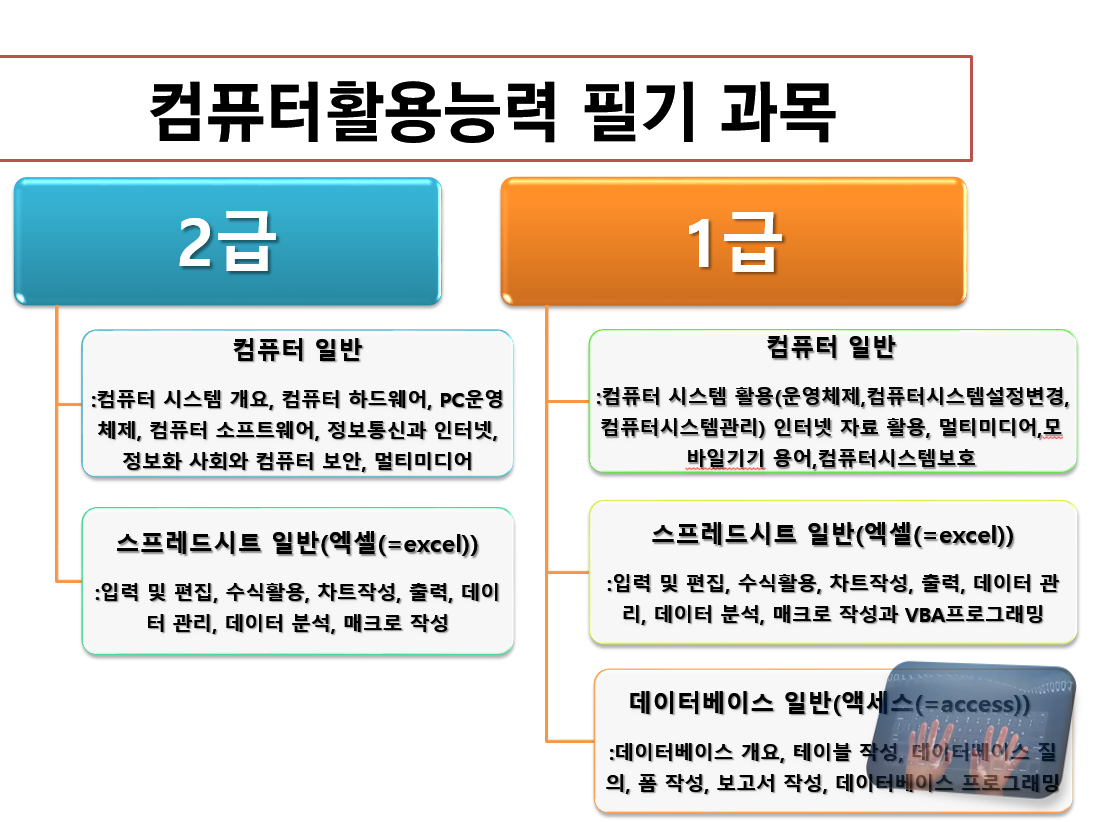 컴퓨터활용능력 필기 과목
2급
컴퓨터 일반
:컴퓨터 시스템 개요, 컴퓨터 하드웨어, PC운영
체제, 컴퓨터 소프트웨어, 정보통신과 인터넷,
정보화 사회와 컴퓨터 보안, 멀티미디어
스프레드시트 일반(엑셀(=excel))
:입력 및 편집, 수식활용, 차트작성, 출력, 데이
터 관리, 데이터 분석, 매크로 작성
1급
컴퓨터 일반
:컴퓨터 시스템 활용(운영체제,컴퓨터시스템설정변경,
컴퓨터시스템관리) 인터넷 자료 활용, 멀티미디어,모
바일기기 용어,컴퓨터시스템보호
스프레드시트 일반(엑셀(=excel))
:입력 및 편집, 수식활용, 차트작성, 출력, 데이터 관
리, 데이터 분석, 매크로 작성과 VBA프로그래밍
데이터베이스 일반(액세스(=access))
:데이터베이스 개요, 테이블 작성, 데이터베이스 질
의, 폼 작성, 보고서 작성, 데이터베이스 프로그래밍